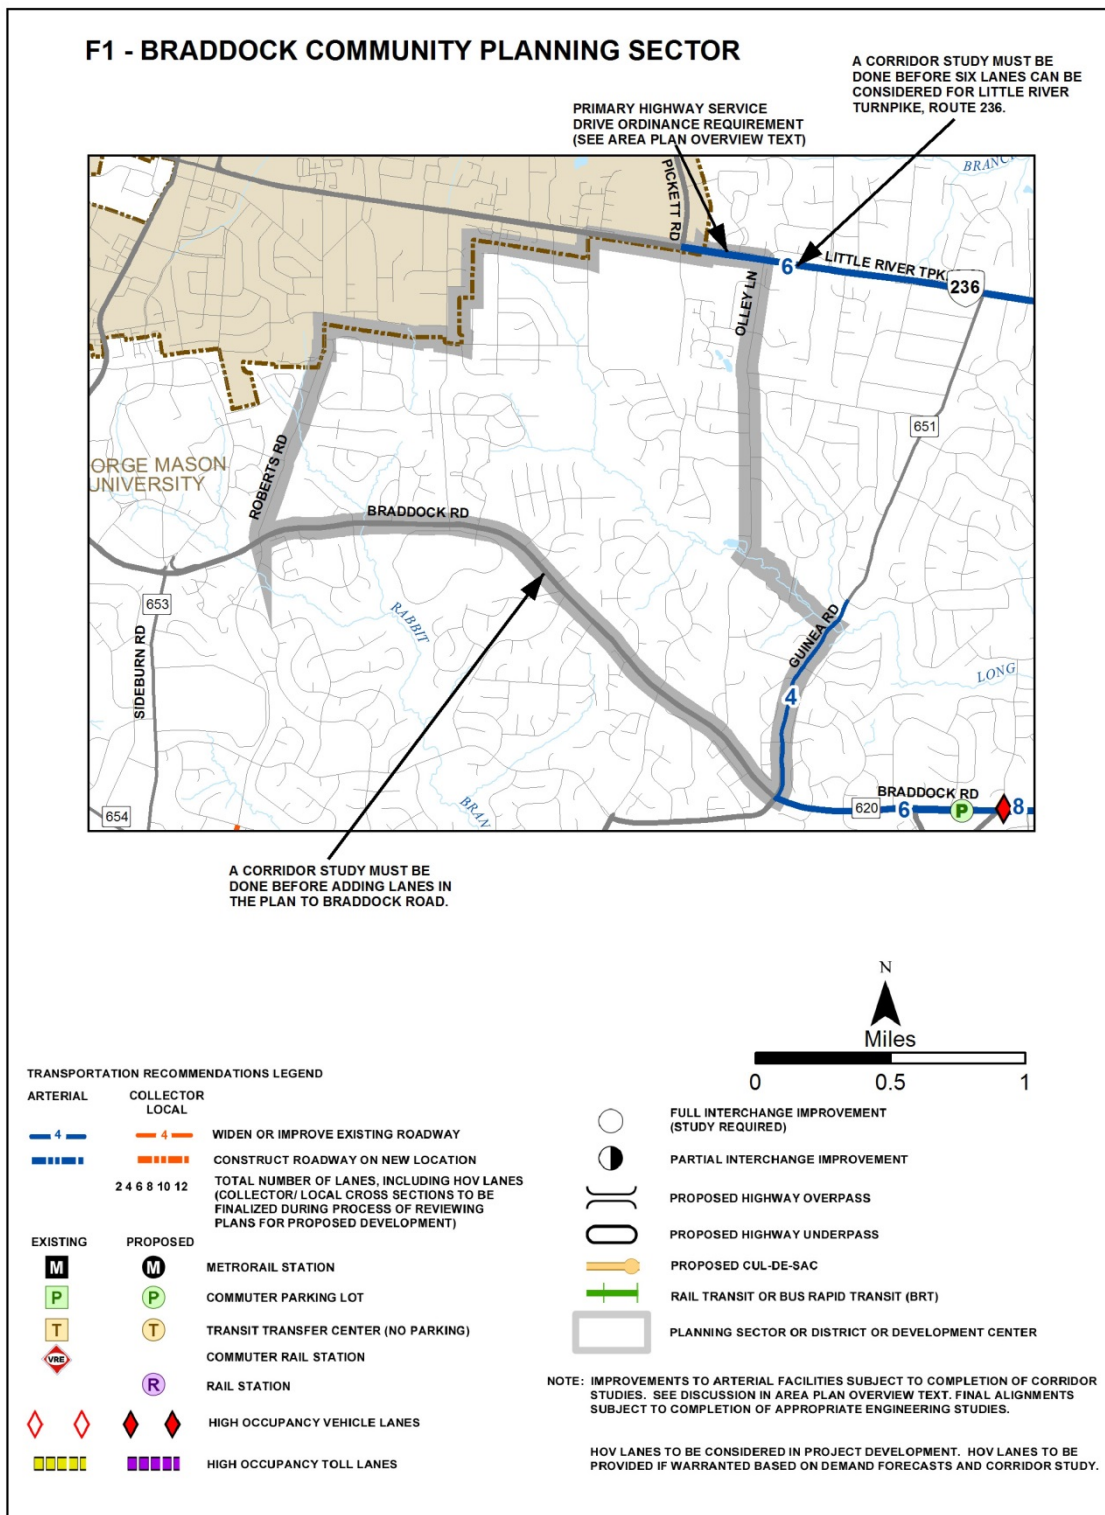 F1 - BRADDOCK COMMUNITY PLANNING SECTOR
A CORRIDOR STUDY MUST BE
DONE BEFORE SIX LANES CAN BE
CONSIDERED FOR LITTLE RIVER
TURNPIKE, ROUTE 236.
PRIMARY HIGHWAY SERVICE
DRIVE ORDINANCE REQUIREMENT
(SEE AREA PLAN OVERVIEW TEXT)
BRANC
PICKETT RD
6
LITTLE RIVER TPK.
236
OLLEY LN
651
ORGE MASON
UNIVERSITY
ROBERTS RD
BRADDOCK RD
653
RABBIT
SIDEBURN RD
GUINEA RD
LONG
4
BRADDOCK RD
620
6
P
8
654
BRAN
A CORRIDOR STUDY MUST BE
DONE BEFORE ADDING LANES IN
THE PLAN TO BRADDOCK ROAD.
N
Miles
0 0.5 1
TRANSPORTATION RECOMMENDATIONS LEGEND
ARTERIAL COLLECTOR
LOCAL
4 4 WIDEN OR IMPROVE EXISTING ROADWAY
CONSTRUCT ROADWAY ON NEW LOCATION
2 4 6 8 10 12 TOTAL NUMBER OF LANES, INCLUDING HOV LANES
(COLLECTOR/ LOCAL CROSS SECTIONS TO BE
FINALIZED DURING PROCESS OF REVIEWING
PLANS FOR PROPOSED DEVELOPMENT)
EXISTING PROPOSED
M M METRORAIL STATION
P P COMMUTER PARKING LOT
T T TRANSIT TRANSFER CENTER (NO PARKING)
VRE COMMUTER RAIL STATION
R RAIL STATION
HIGH OCCUPANCY VEHICLE LANES
HIGH OCCUPANCY TOLL LANES
FULL INTERCHANGE IMPROVEMENT
(STUDY REQUIRED)
PARTIAL INTERCHANGE IMPROVEMENT
PROPOSED HIGHWAY OVERPASS
PROPOSED HIGHWAY UNDERPASS
PROPOSED CUL-DE-SAC
RAIL TRANSIT OR BUS RAPID TRANSIT (BRT)
PLANNING SECTOR OR DISTRICT OR DEVELOPMENT CENTER
NOTE: IMPROVEMENTS TO ARTERIAL FACILITIES SUBJECT TO COMPLETION OF CORRIDOR
STUDIES. SEE DISCUSSION IN AREA PLAN OVERVIEW TEXT. FINAL ALIGNMENTS
SUBJECT TO COMPLETION OF APPROPRIATE ENGINEERING STUDIES.
HOV LANES TO BE CONSIDERED IN PROJECT DEVELOPMENT. HOV LANES TO BE
PROVIDED IF WARRANTED BASED ON DEMAND FORECASTS AND CORRIDOR STUDY.